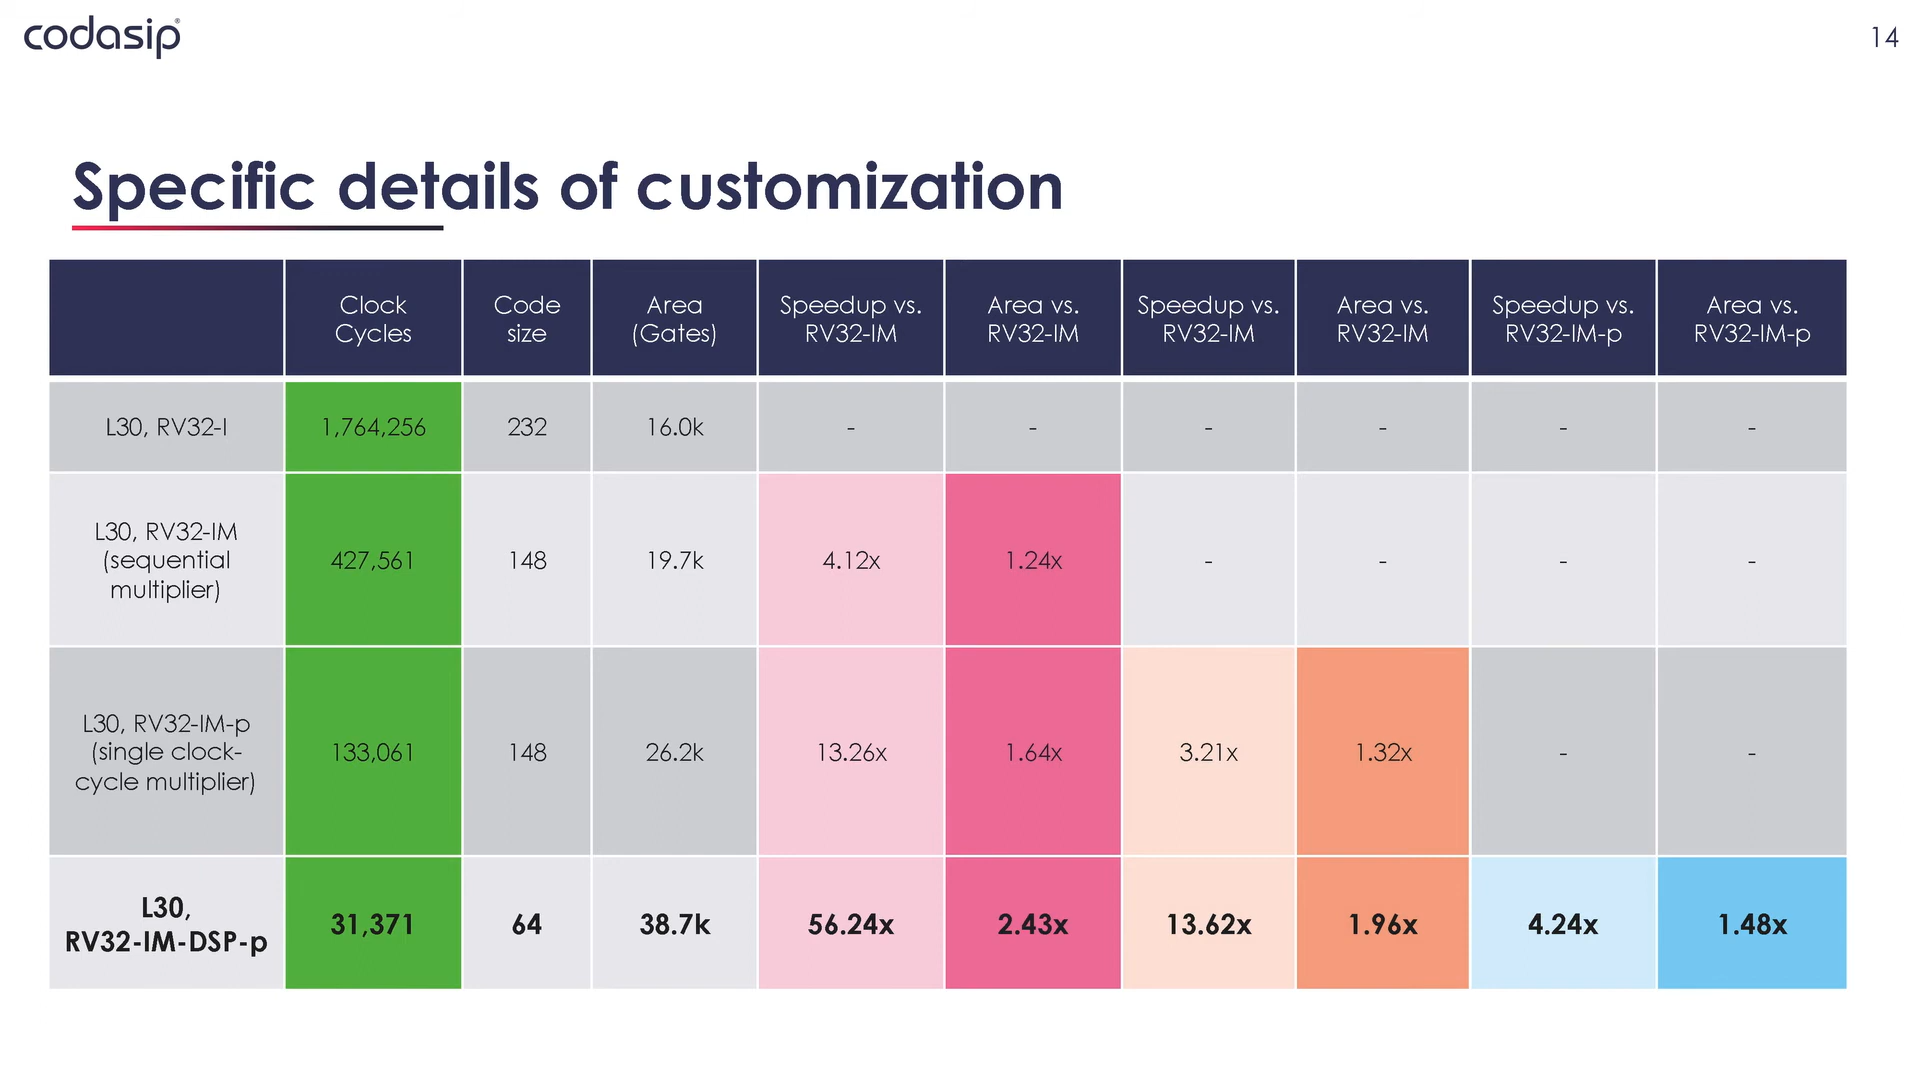 codasip®
14
Specific details of customization
Clock Cycles | Code size | Area (Gates) | Speedup vs. RV32-IM | Area vs. RV32-IM | Speedup vs. RV32-IM | Area vs. RV32-IM | Speedup vs. RV32-IM-p | Area vs. RV32-IM-p
L30, RV32-I | 1,764,256 | 232 | 16.0k | - | - | - | - | - | -
L30, RV32-IM (sequential multiplier) | 427,561 | 148 | 19.7k | 4.12x | 1.24x | - | - | - | -
L30, RV32-IM-p (single clock-cycle multiplier) | 133,061 | 148 | 26.2k | 13.26x | 1.64x | 3.21x | 1.32x | - | -
L30, RV32-IM-DSP-p | 31,371 | 64 | 38.7k | 56.24x | 2.43x | 13.62x | 1.96x | 4.24x | 1.48x